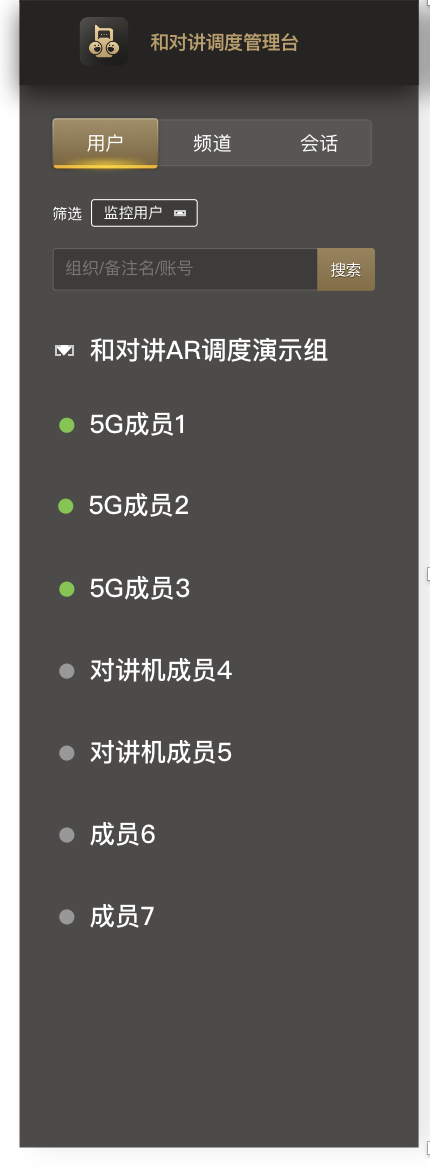 和对讲调度管理台
用户 频道 会话
筛选 监控用户
组织/备注名/账号 搜索
和对讲AR调度演示组
5G成员1
5G成员2
5G成员3
对讲机成员4
对讲机成员5
成员6
成员7